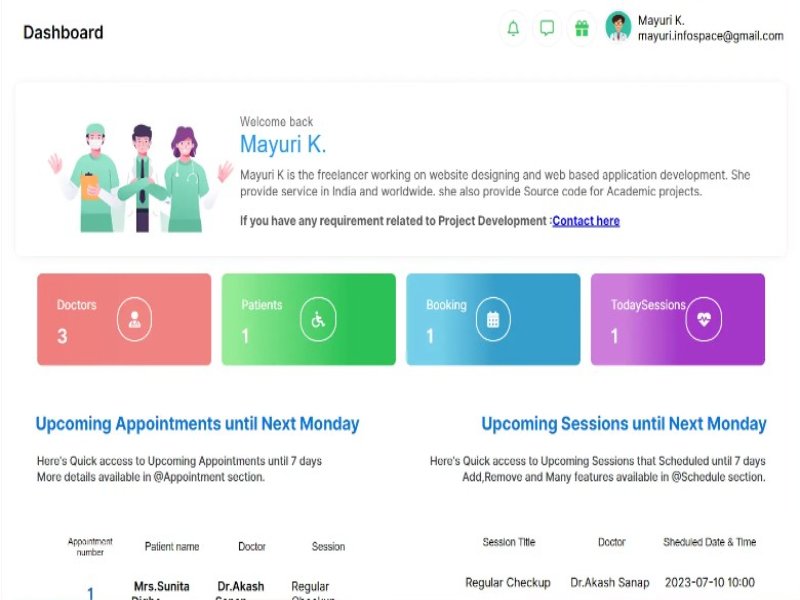 Dashboard
Mayuri K.
mayuri.infospace@gmail.com
Welcome back
Mayuri K.
Mayuri K is the freelancer working on website designing and web based application development. She
provide service in India and worldwide. she also provide Source code for Academic projects.
If you have any requirement related to Project Development :Contact here
Doctors
3
Patients
1
Booking
1
TodaySessions
1
Upcoming Appointments until Next Monday
Here's Quick access to Upcoming Appointments until 7 days
More details available in @Appointment section.
Appointment
number
Patient name
Doctor
Session
1
Mrs.Sunita
Dr.Akash
Regular
Upcoming Sessions until Next Monday
Here's Quick access to Upcoming Sessions that Scheduled until 7 days
Add,Remove and Many features available in @Schedule section.
Session Title
Doctor
Sheduled Date & Time
Regular Checkup
Dr.Akash Sanap
2023-07-10 10:00